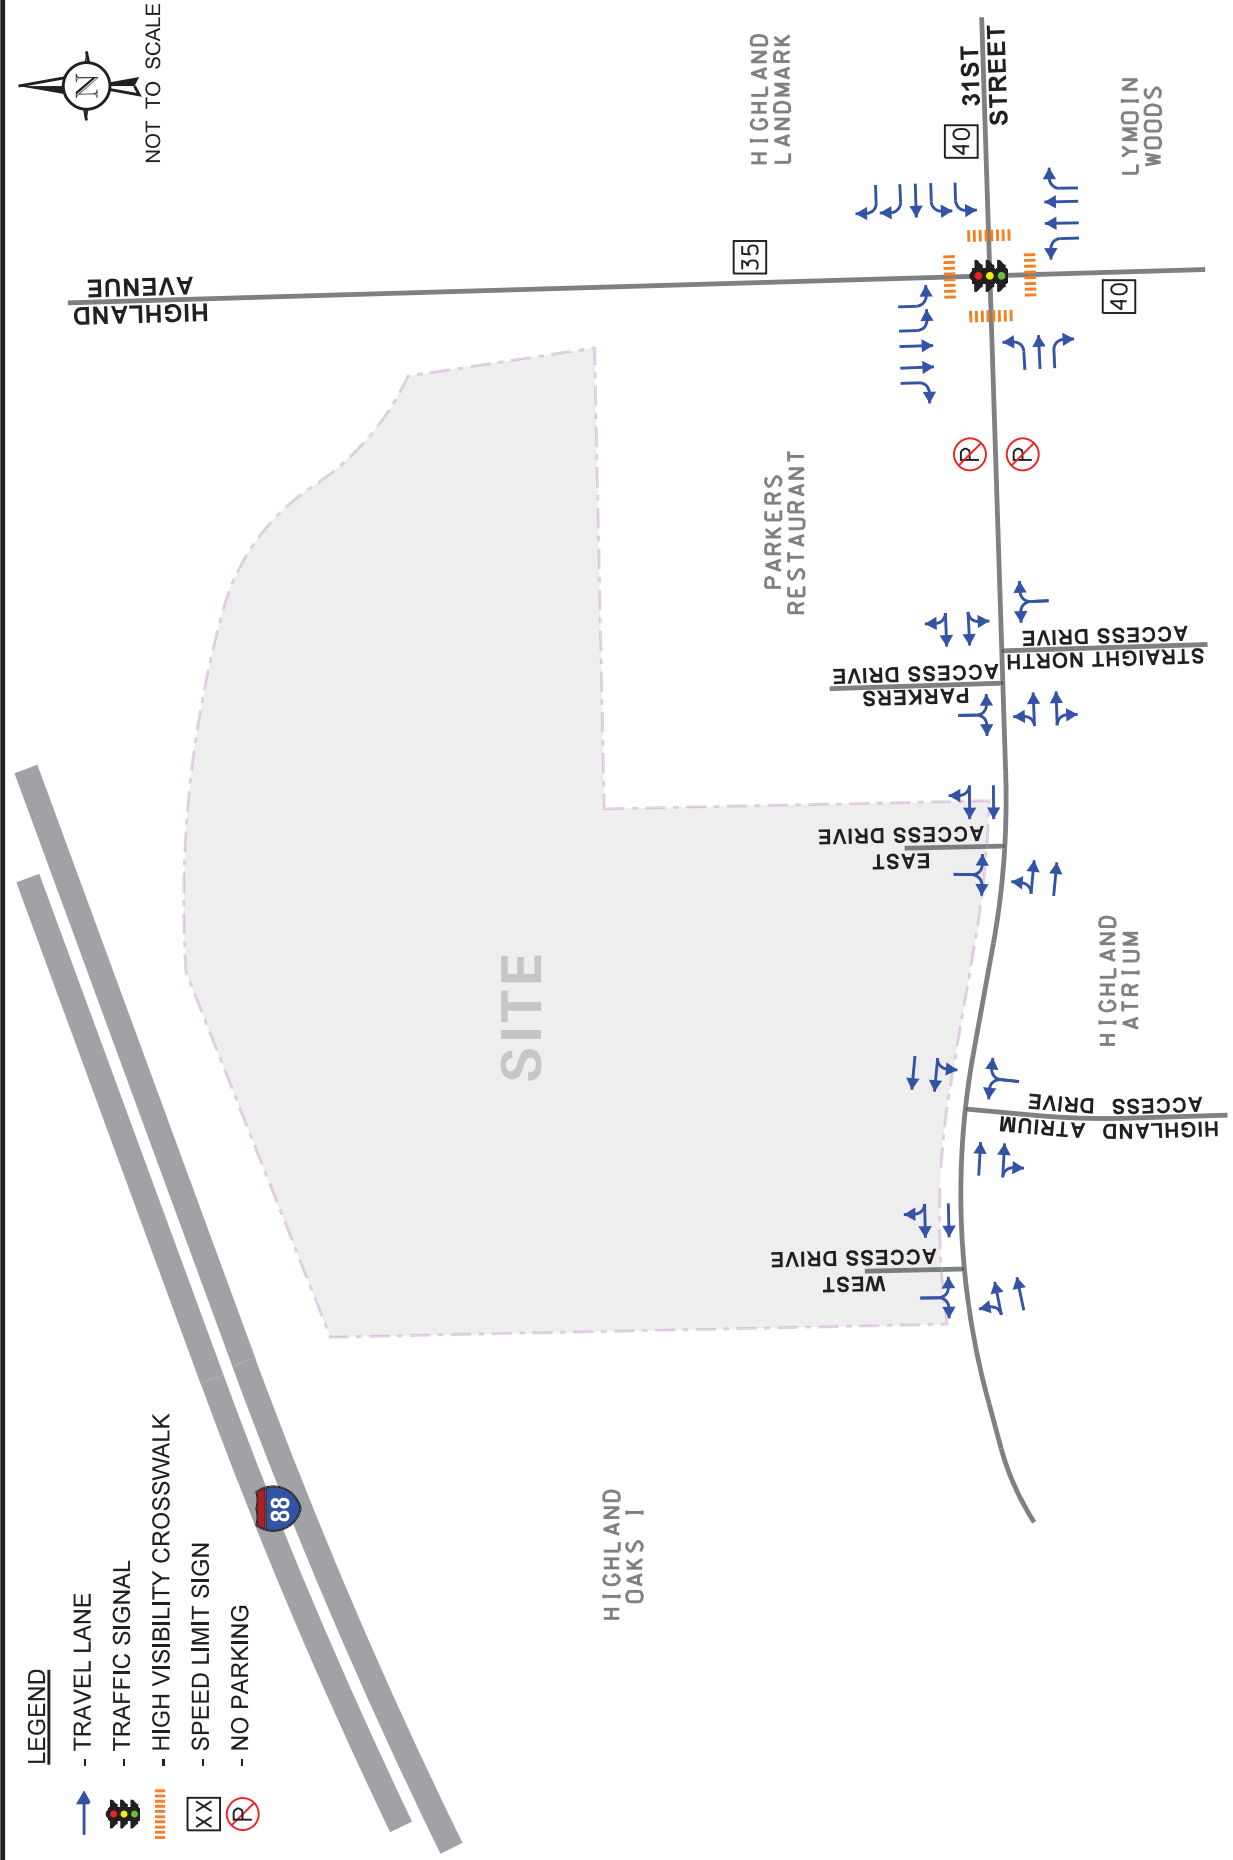 N
NOT TO SCALE
LEGEND
- TRAVEL LANE
- TRAFFIC SIGNAL
- HIGH VISIBILITY CROSSWALK
XX - SPEED LIMIT SIGN
P - NO PARKING
88
HIGHLAND
AVENUE
35
HIGHLAND
LANDMARK
40
31ST
STREET
LYMOIN
WOODS
40
P
P
PARKERS
RESTAURANT
PARKERS
ACCESS DRIVE
STRAIGHT NORTH
ACCESS DRIVE
EAST
ACCESS DRIVE
SITE
HIGHLAND
ATRIUM
HIGHLAND ATRIUM
ACCESS DRIVE
WEST
ACCESS DRIVE
HIGHLAND
OAKS I